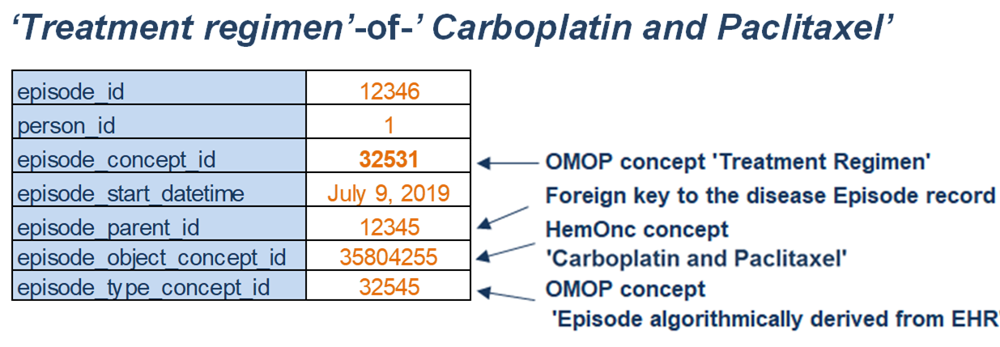 ‘Treatment regimen’-of-’ Carboplatin and Paclitaxel’
episode_id 12346
person_id 1
episode_concept_id 32531
OMOP concept 'Treatment Regimen'
episode_start_datetime July 9, 2019
Foreign key to the disease Episode record
episode_parent_id 12345
HemOnc concept
episode_object_concept_id 35804255
'Carboplatin and Paclitaxel'
episode_type_concept_id 32545
OMOP concept
'Episode algorithmically derived from EHR'